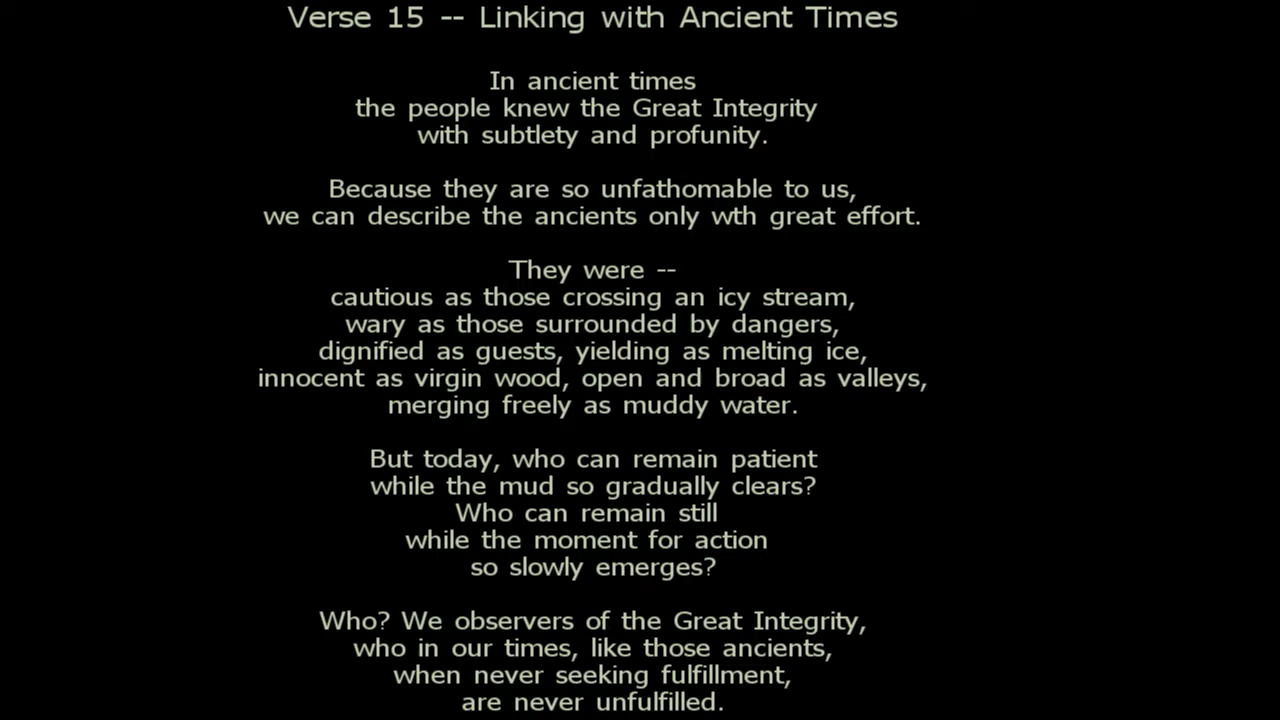 Verse 15 -- Linking with Ancient Times
In ancient times
the people knew the Great Integrity
with subtlety and profunity.
Because they are so unfathomable to us,
we can describe the ancients only wth great effort.
They were --
cautious as those crossing an icy stream,
wary as those surrounded by dangers,
dignified as guests, yielding as melting ice,
innocent as virgin wood, open and broad as valleys,
merging freely as muddy water.
But today, who can remain patient
while the mud so gradually clears?
Who can remain still
while the moment for action
so slowly emerges?
Who? We observers of the Great Integrity,
who in our times, like those ancients,
when never seeking fulfillment,
are never unfulfilled.